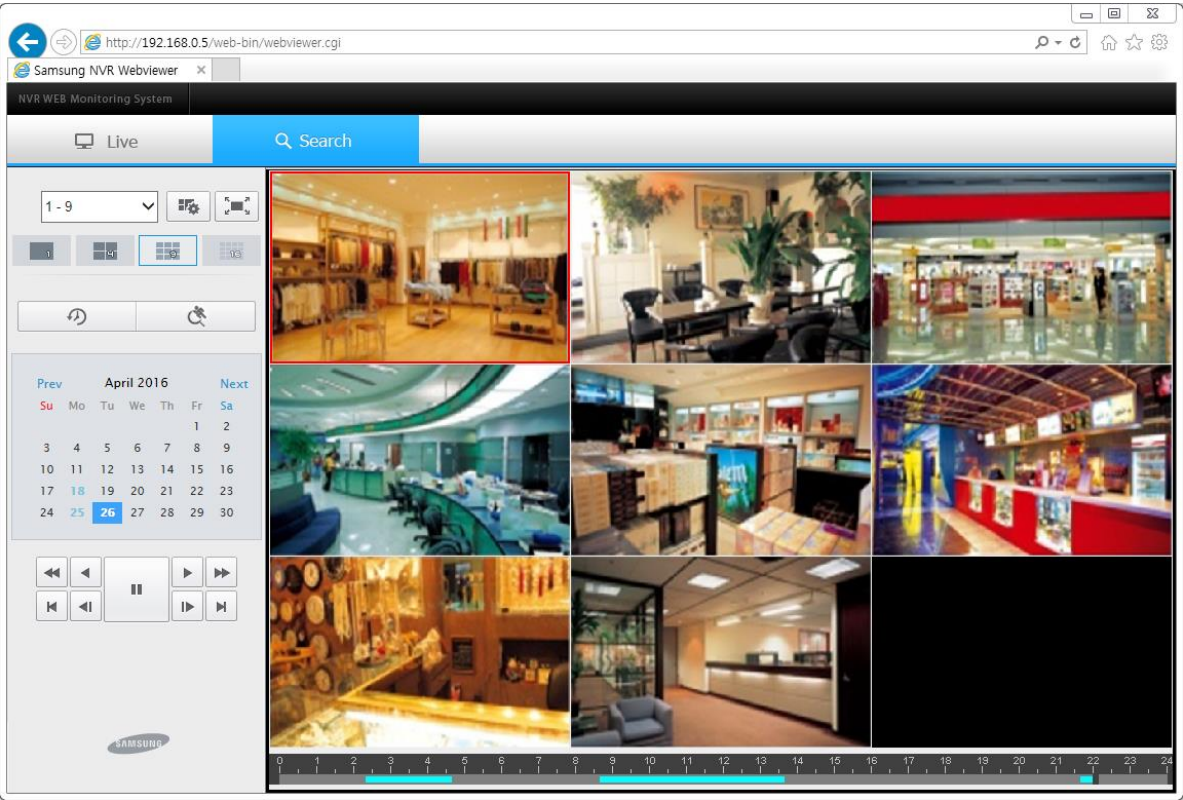 http://192.168.0.5/web-bin/webviewer.cgi
Samsung NVR Webviewer
NVR WEB Monitoring System
Live
Search
1 - 9
1 4 9 16
Prev April 2016 Next
Su Mo Tu We Th Fr Sa
1 2
3 4 5 6 7 8 9
10 11 12 13 14 15 16
17 18 19 20 21 22 23
24 25 26 27 28 29 30
SAMSUNG
0 1 2 3 4 5 6 7 8 9 10 11 12 13 14 15 16 17 18 19 20 21 22 23 24